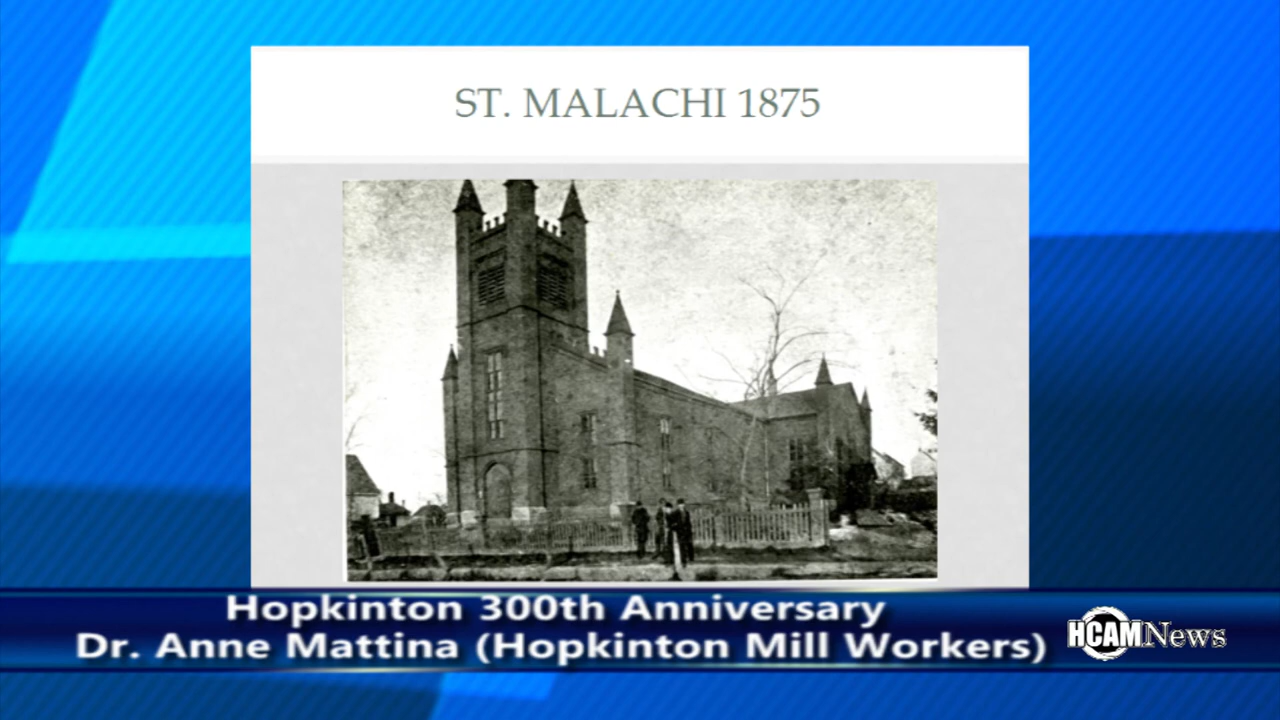 ST. MALACHI 1875
Hopkinton 300th Anniversary
Dr. Anne Mattina (Hopkinton Mill Workers)
HCAMNews